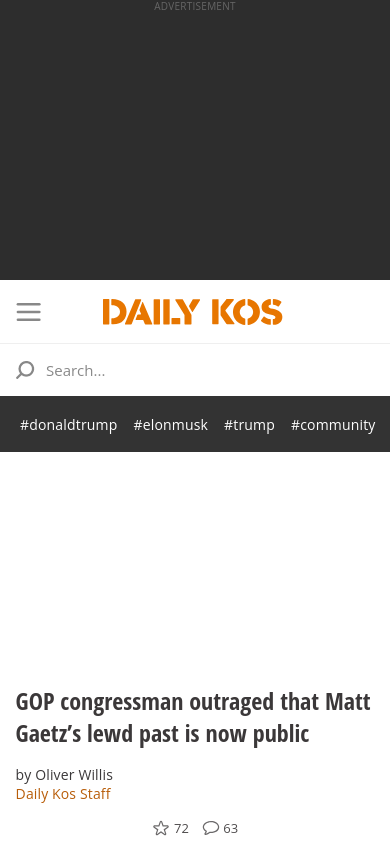 ADVERTISEMENT
DAILY KOS
Search...
#donaldtrump #elonmusk #trump #community
GOP congressman outraged that Matt
Gaetz’s lewd past is now public
by Oliver Willis
Daily Kos Staff
72 63